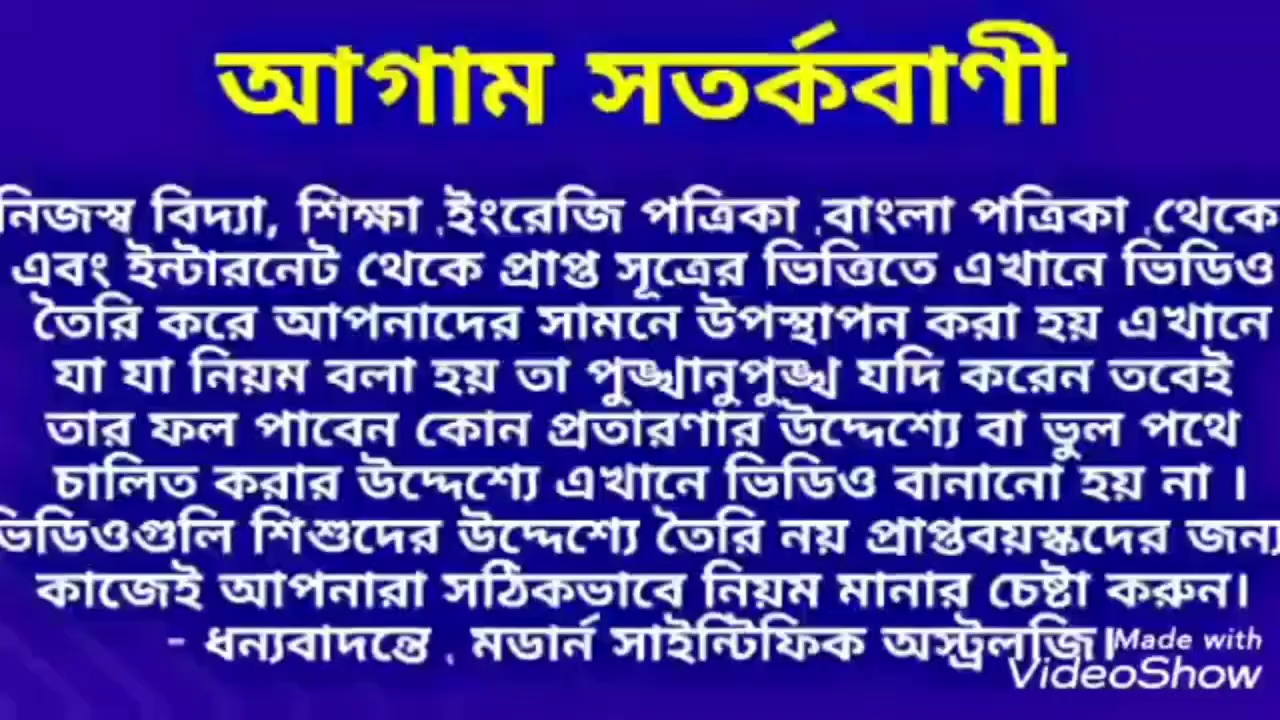 আগাম সতর্কবাণী
নিজস্ব বিদ্যা, শিক্ষা ,ইংরেজি পত্রিকা ,বাংলা পত্রিকা ,থেকে
এবং ইন্টারনেট থেকে প্রাপ্ত সূত্রের ভিত্তিতে এখানে ভিডিও
তৈরি করে আপনাদের সামনে উপস্থাপন করা হয় এখানে
যা যা নিয়ম বলা হয় তা পুঙ্খানুপুঙ্খ যদি করেন তবেই
তার ফল পাবেন কোন প্রতারণার উদ্দেশ্যে বা ভুল পথে
চালিত করার উদ্দেশ্যে এখানে ভিডিও বানানো হয় না ।
ভিডিওগুলি শিশুদের উদ্দেশ্যে তৈরি নয় প্রাপ্তবয়স্কদের জন্য
কাজেই আপনারা সঠিকভাবে নিয়ম মানার চেষ্টা করুন।
- ধন্যবাদন্তে , মডার্ন সাইন্টিফিক অস্ট্রলজি।
Made with
VideoShow